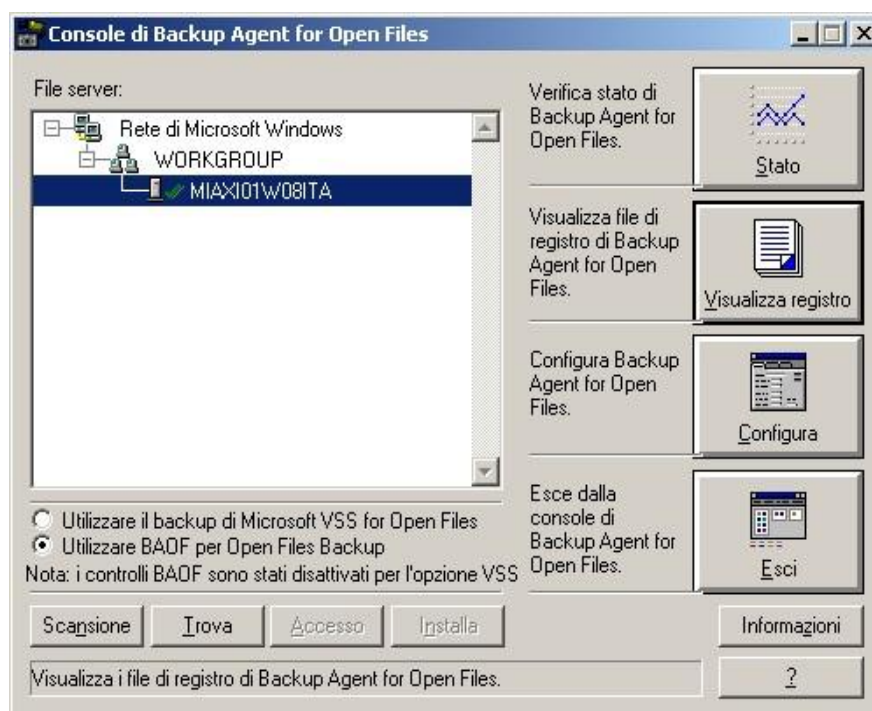 Console di Backup Agent for Open Files
File server:
Rete di Microsoft Windows
WORKGROUP
MIAXI01W08ITA
Verifica stato di
Backup Agent for
Open Files.
Stato
Visualizza file di
registro di Backup
Agent for Open
Files.
Visualizza registro
Configura Backup
Agent for Open
Files.
Configura
Esce dalla
console di
Backup Agent for
Open Files.
Esci
Utilizzare il backup di Microsoft VSS for Open Files
Utilizzare BAOF per Open Files Backup
Nota: i controlli BAOF sono stati disattivati per l'opzione VSS
Scansione
Trova
Accesso
Installa
Informazioni
Visualizza i file di registro di Backup Agent for Open Files.
?